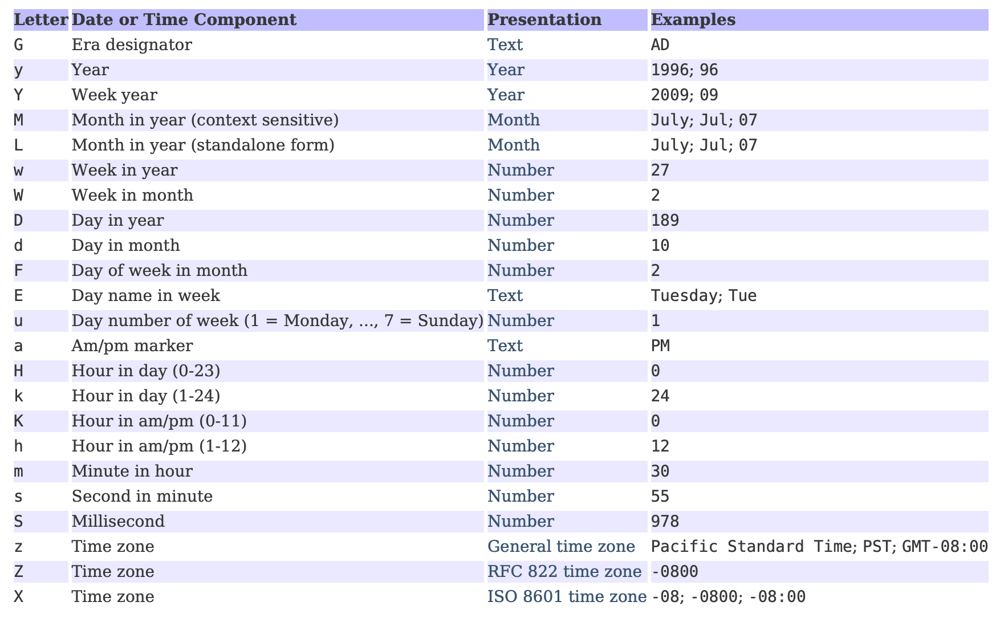 Letter Date or Time Component Presentation Examples
G Era designator Text AD
y Year Year 1996; 96
Y Week year Year 2009; 09
M Month in year (context sensitive) Month July; Jul; 07
L Month in year (standalone form) Month July; Jul; 07
w Week in year Number 27
W Week in month Number 2
D Day in year Number 189
d Day in month Number 10
F Day of week in month Number 2
E Day name in week Text Tuesday; Tue
u Day number of week (1 = Monday, ..., 7 = Sunday) Number 1
a Am/pm marker Text PM
H Hour in day (0-23) Number 0
k Hour in day (1-24) Number 24
K Hour in am/pm (0-11) Number 0
h Hour in am/pm (1-12) Number 12
m Minute in hour Number 30
s Second in minute Number 55
S Millisecond Number 978
z Time zone General time zone Pacific Standard Time; PST; GMT-08:00
Z Time zone RFC 822 time zone -0800
X Time zone ISO 8601 time zone -08; -0800; -08:00